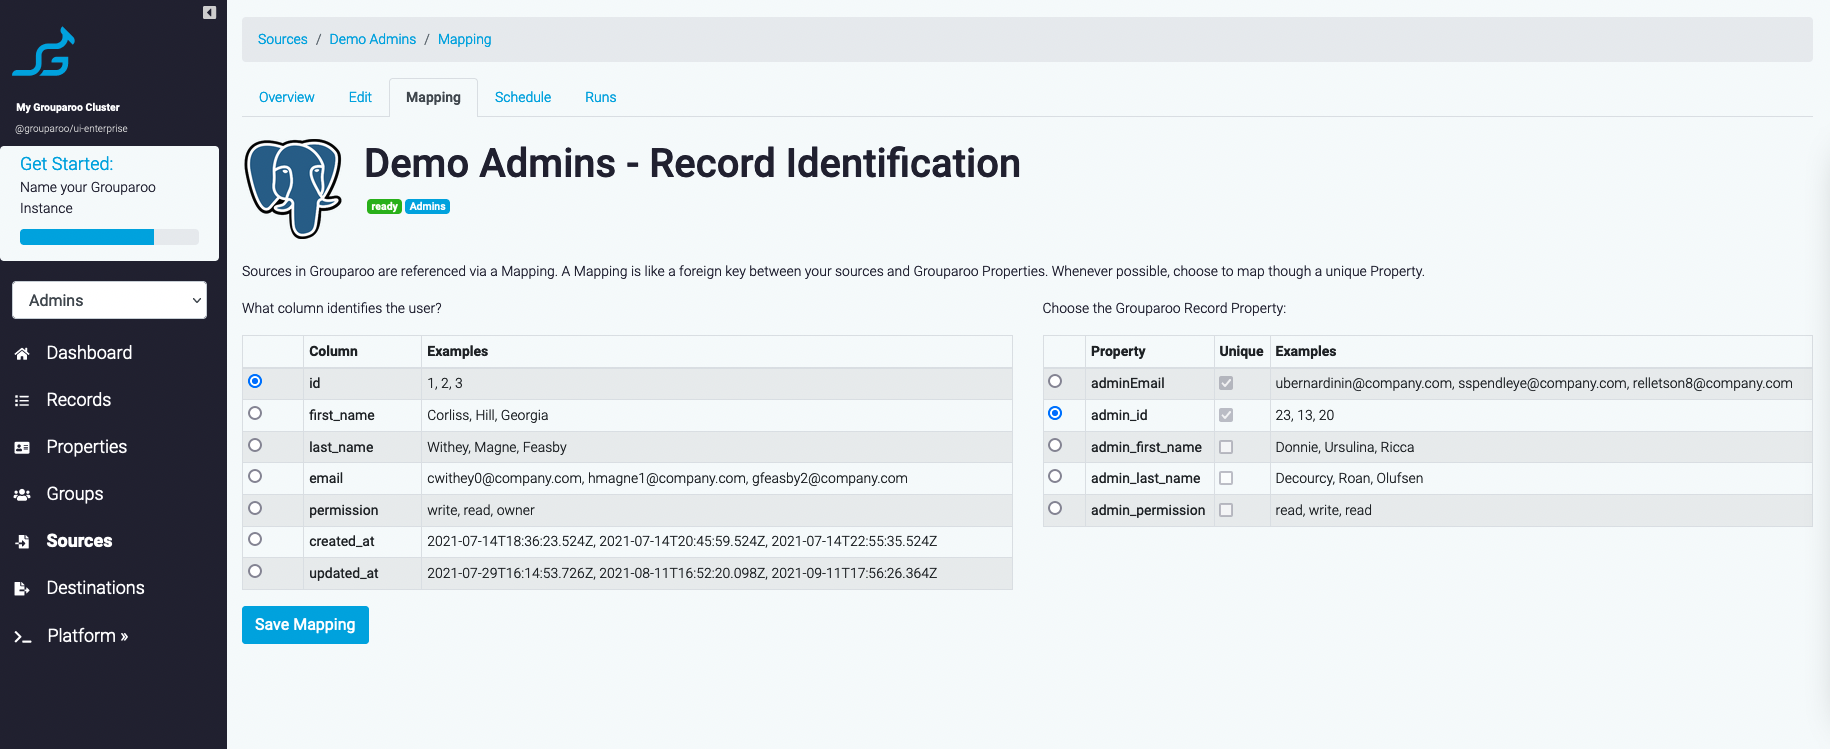 My Grouparoo Cluster
@grouparoo/ui-enterprise
Get Started:
Name your Grouparoo
Instance
Admins
Dashboard
Records
Properties
Groups
Sources
Destinations
Platform »
Sources / Demo Admins / Mapping
Overview Edit Mapping Schedule Runs
Demo Admins - Record Identification
ready Admins
Sources in Grouparoo are referenced via a Mapping. A Mapping is like a foreign key between your sources and Grouparoo Properties. Whenever possible, choose to map though a unique Property.
What column identifies the user?
Column Examples
id 1, 2, 3
first_name Corliss, Hill, Georgia
last_name Withey, Magne, Feasby
email cwithey0@company.com, hmagne1@company.com, gfeasby2@company.com
permission write, read, owner
created_at 2021-07-14T18:36:23.524Z, 2021-07-14T20:45:59.524Z, 2021-07-14T22:55:35.524Z
updated_at 2021-07-29T16:14:53.726Z, 2021-08-11T16:52:20.098Z, 2021-09-11T17:56:26.364Z
Save Mapping
Choose the Grouparoo Record Property:
Property Unique Examples
adminEmail ubernardinin@company.com, sspendleye@company.com, relletson8@company.com
admin_id 23, 13, 20
admin_first_name Donnie, Ursulina, Ricca
admin_last_name Decourcy, Roan, Olufsen
admin_permission read, write, read